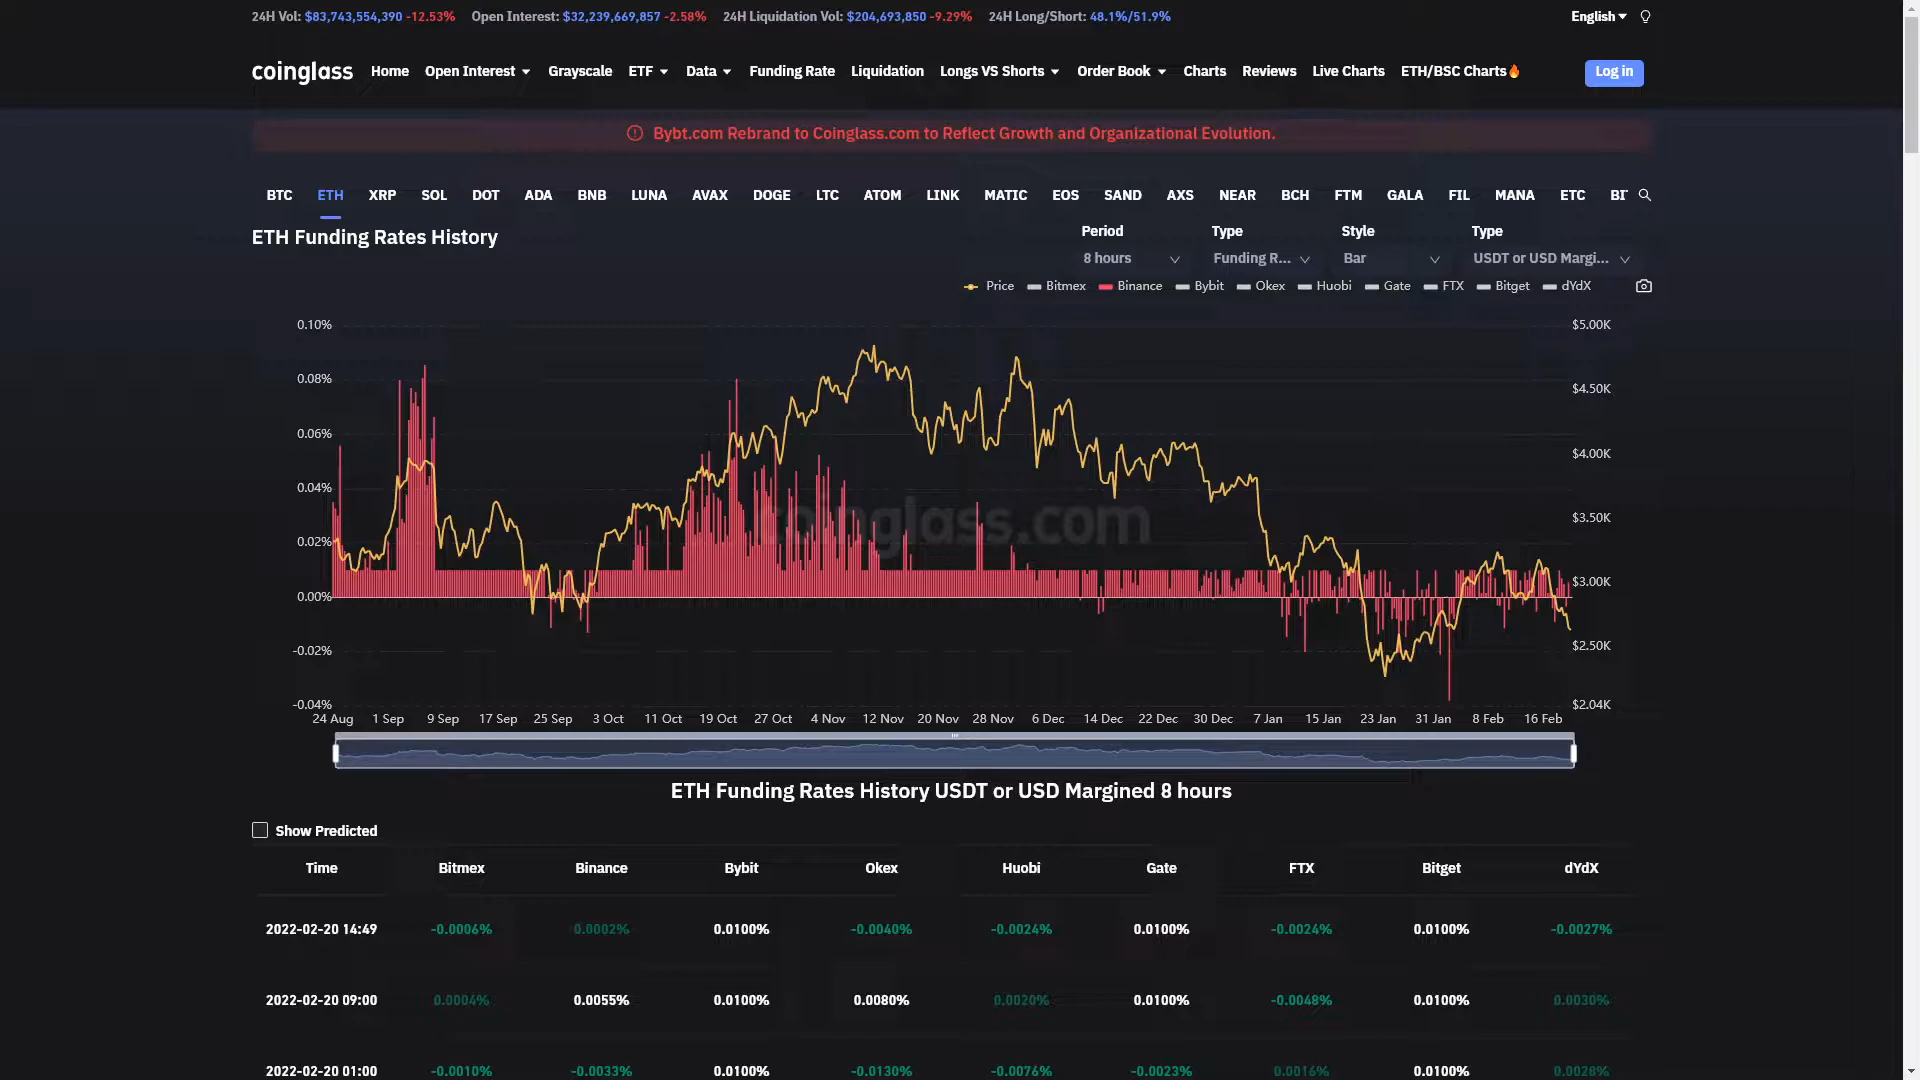 24H Vol: $83,743,554,390 -12.53% Open Interest: $32,239,669,857 -2.58% 24H Liquidation Vol: $204,693,850 -9.29% 24H Long/Short: 48.1%/51.9% English
coinglass Home Open Interest Grayscale ETF Data Funding Rate Liquidation Longs VS Shorts Order Book Charts Reviews Live Charts ETH/BSC Charts🔥 Log in
Bybt.com Rebrand to Coinglass.com to Reflect Growth and Organizational Evolution.
BTC ETH XRP SOL DOT ADA BNB LUNA AVAX DOGE LTC ATOM LINK MATIC EOS SAND AXS NEAR BCH FTM GALA FIL MANA ETC BI
ETH Funding Rates History
Period Type Style Type
8 hours Funding R... Bar USDT or USD Margi...
Price Bitmex Binance Bybit Okex Huobi Gate FTX Bitget dYdX
0.10% $5.00K
0.08% $4.50K
0.06% $4.00K
0.04% $3.50K
coinglass.com
0.02%
0.00% $3.00K
-0.02% $2.50K
-0.04% $2.04K
24 Aug 1 Sep 9 Sep 17 Sep 25 Sep 3 Oct 11 Oct 19 Oct 27 Oct 4 Nov 12 Nov 20 Nov 28 Nov 6 Dec 14 Dec 22 Dec 30 Dec 7 Jan 15 Jan 23 Jan 31 Jan 8 Feb 16 Feb
ETH Funding Rates History USDT or USD Margined 8 hours
Show Predicted
Time Bitmex Binance Bybit Okex Huobi Gate FTX Bitget dYdX
2022-02-20 14:49 -0.0006% 0.0002% 0.0100% -0.0040% -0.0024% 0.0100% -0.0024% 0.0100% -0.0027%
2022-02-20 09:00 0.0004% 0.0055% 0.0100% 0.0080% 0.0020% 0.0100% -0.0048% 0.0100% 0.0030%
2022-02-20 01:00 -0.0010% -0.0033% 0.0100% -0.0130% -0.0076% -0.0023% 0.0016% 0.0100% 0.0028%